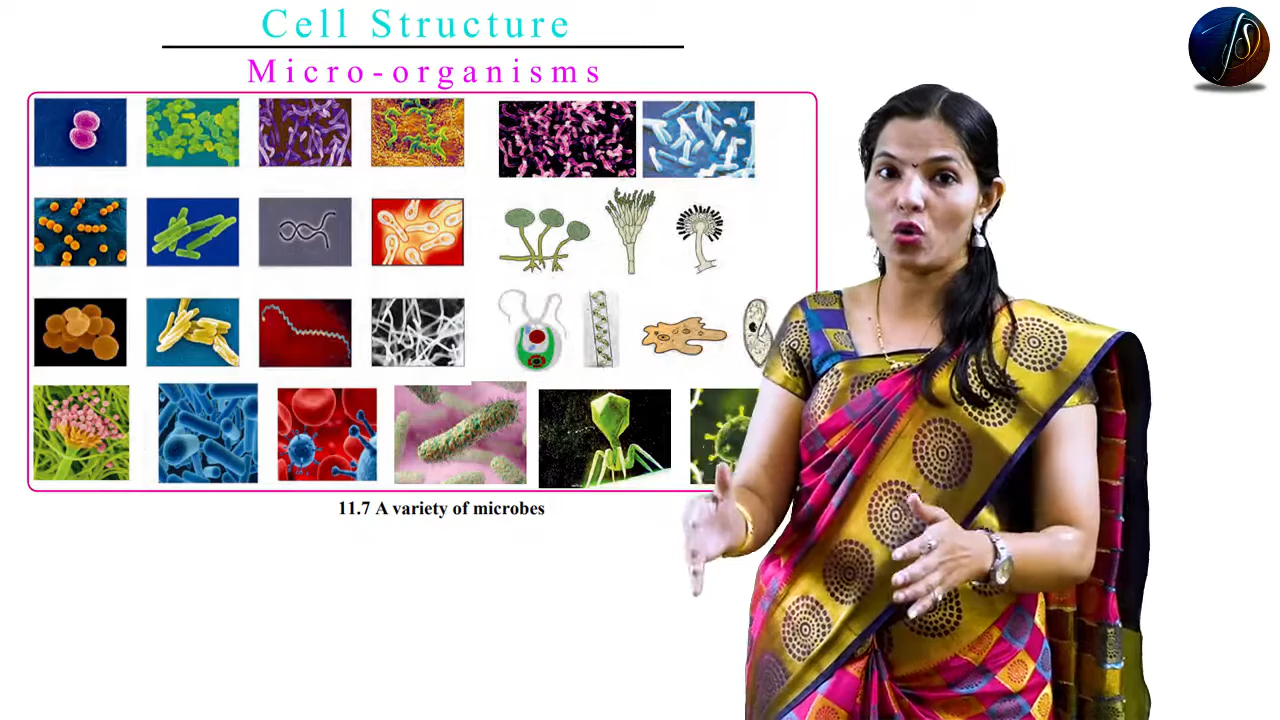 Cell Structure
Micro-organisms
11.7 A variety of microbes